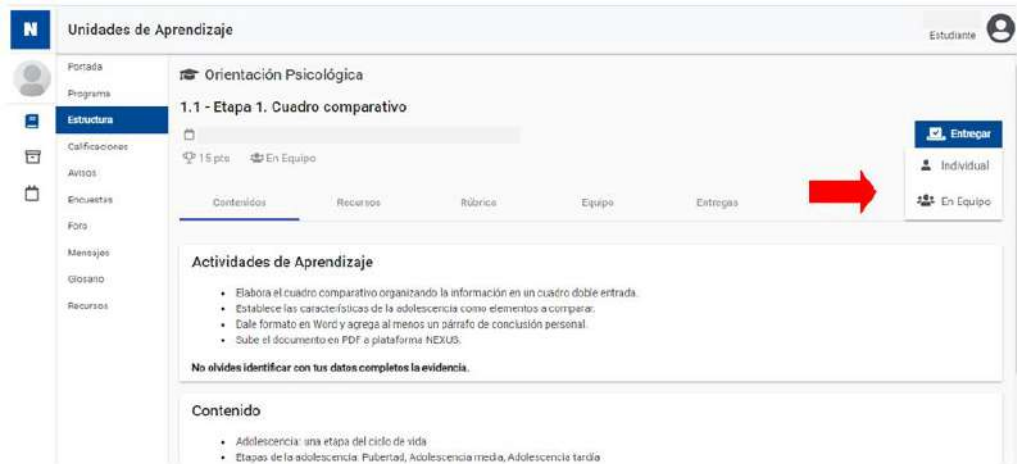 N
Unidades de Aprendizaje
Estudiante
Portada
Programa
Estructura
Calificaciones
Avisos
Encuestas
Foro
Mensajes
Glosario
Recursos
Orientación Psicológica
1.1 - Etapa 1. Cuadro comparativo
15 pts En Equipo
Entregar
Individual
En Equipo
Contenidos Recursos Rúbrica Equipo Entregas
Actividades de Aprendizaje
• Elabora el cuadro comparativo organizando la información en un cuadro doble entrada.
• Establece las características de la adolescencia como elementos a comparar.
• Dale formato en Word y agrega al menos un párrafo de conclusión personal.
• Sube el documento en PDF a plataforma NEXUS.
No olvides identificar con tus datos completos la evidencia.
Contenido
• Adolescencia: una etapa del ciclo de vida
• Etapas de la adolescencia: Pubertad, Adolescencia media, Adolescencia tardía